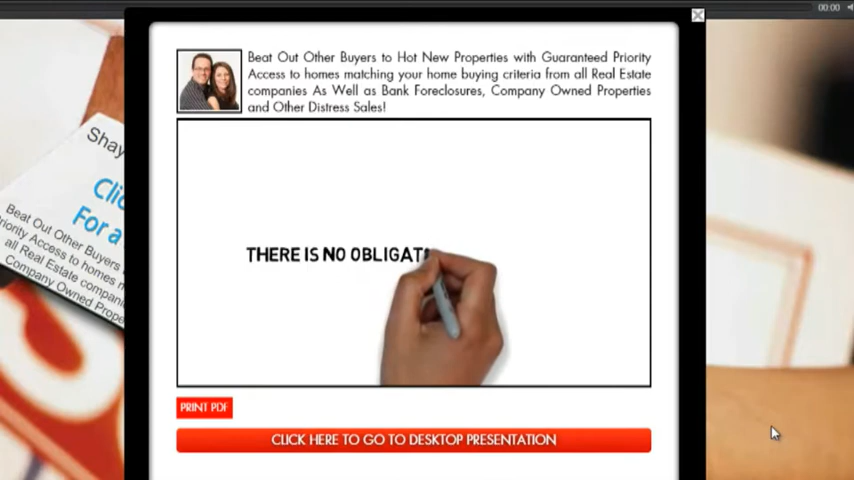 00:00
Beat Out Other Buyers to Hot New Properties with Guaranteed Priority
Access to homes matching your home buying criteria from all Real Estate
companies As Well as Bank Foreclosures, Company Owned Properties
and Other Distress Sales!
THERE IS NO OBLIGAT
PRINT PDF
CLICK HERE TO GO TO DESKTOP PRESENTATION
Shay
Clic
For a
Beat Out Other Buyers
Priority Access to homes m
all Real Estate compani
Company Owned Prope